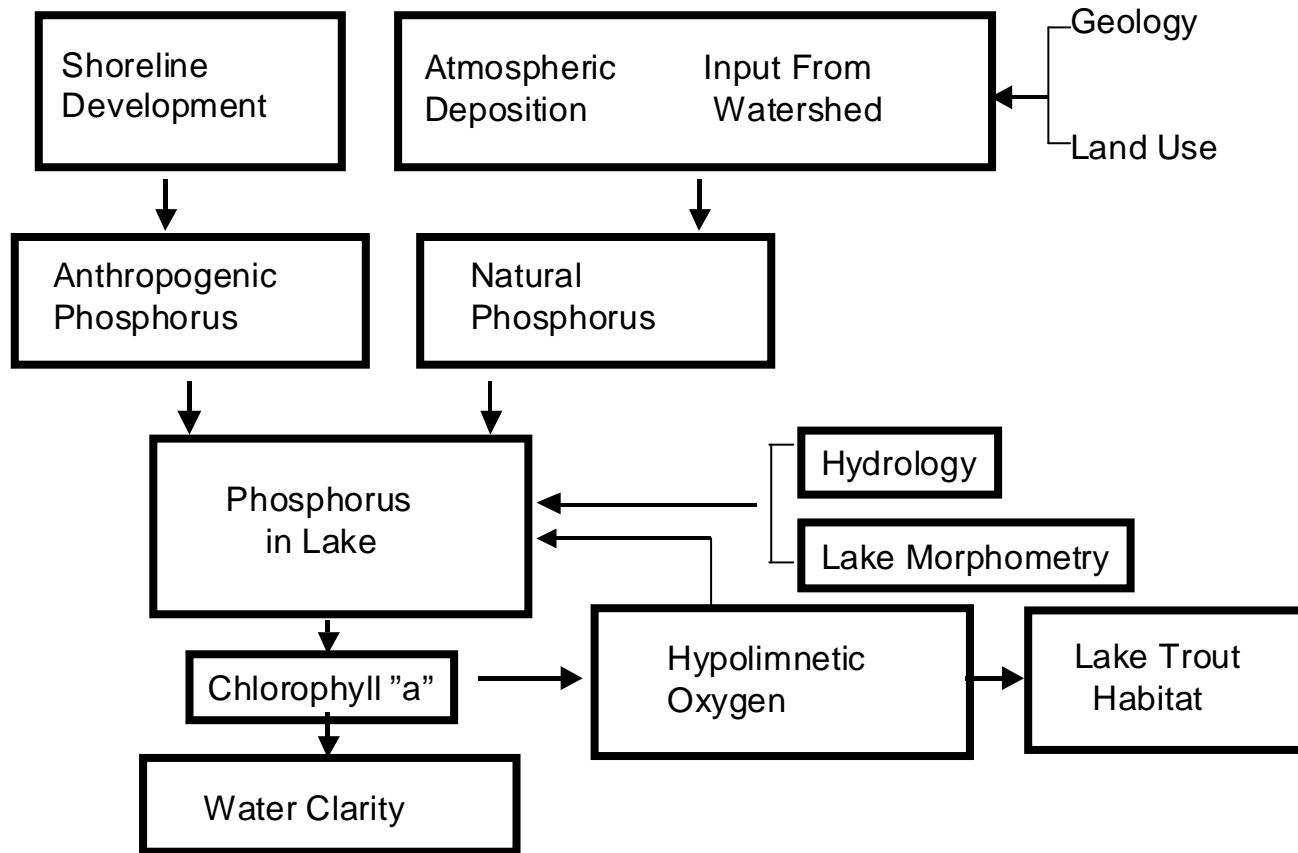 Shoreline
Development
Atmospheric Input From
Deposition Watershed
Geology
Land Use
Anthropogenic
Phosphorus
Natural
Phosphorus
Phosphorus
in Lake
Hydrology
Lake Morphometry
Chlorophyll ”a”
Hypolimnetic
Oxygen
Lake Trout
Habitat
Water Clarity